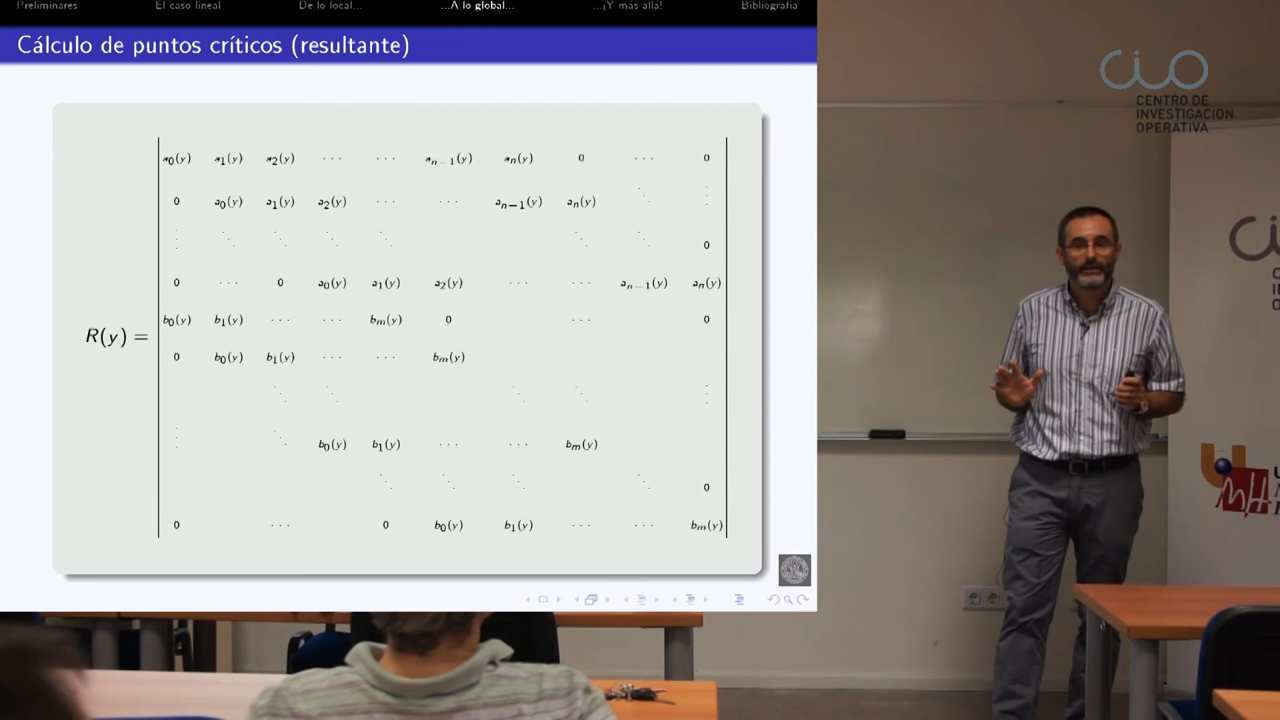 Preliminares El caso lineal De lo local... ...A lo global... ...¡Y más allá! Bibliografía
Cálculo de puntos críticos (resultante)
a0(y) a1(y) a2(y) ··· ··· an−1(y) an(y) 0 ··· 0
0 a0(y) a1(y) a2(y) ··· ··· an−1(y) an(y) ⋱ ⋮
⋮ ⋱ ⋱ ⋱ ⋱ ⋱ ⋱ 0
0 ··· 0 a0(y) a1(y) a2(y) ··· ··· an−1(y) an(y)
b0(y) b1(y) ··· ··· bm(y) 0 ··· 0
R(y) =
0 b0(y) b1(y) ··· ··· bm(y)
⋱ ⋱ ⋱ ⋱ ⋮
⋮ ⋱ b0(y) b1(y) ··· ··· bm(y)
⋱ ⋱ ⋱ ⋱ 0
0 ··· 0 b0(y) b1(y) ··· ··· bm(y)
CIO
CENTRO DE
INVESTIGACION
OPERATIVA